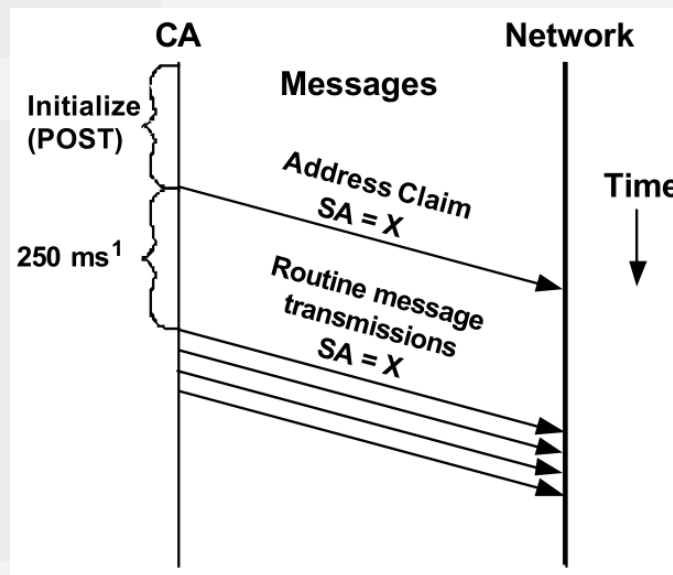 CA
Network
Messages
Initialize
(POST)
Address Claim
SA = X
Time
250 ms¹
Routine message
transmissions
SA = X